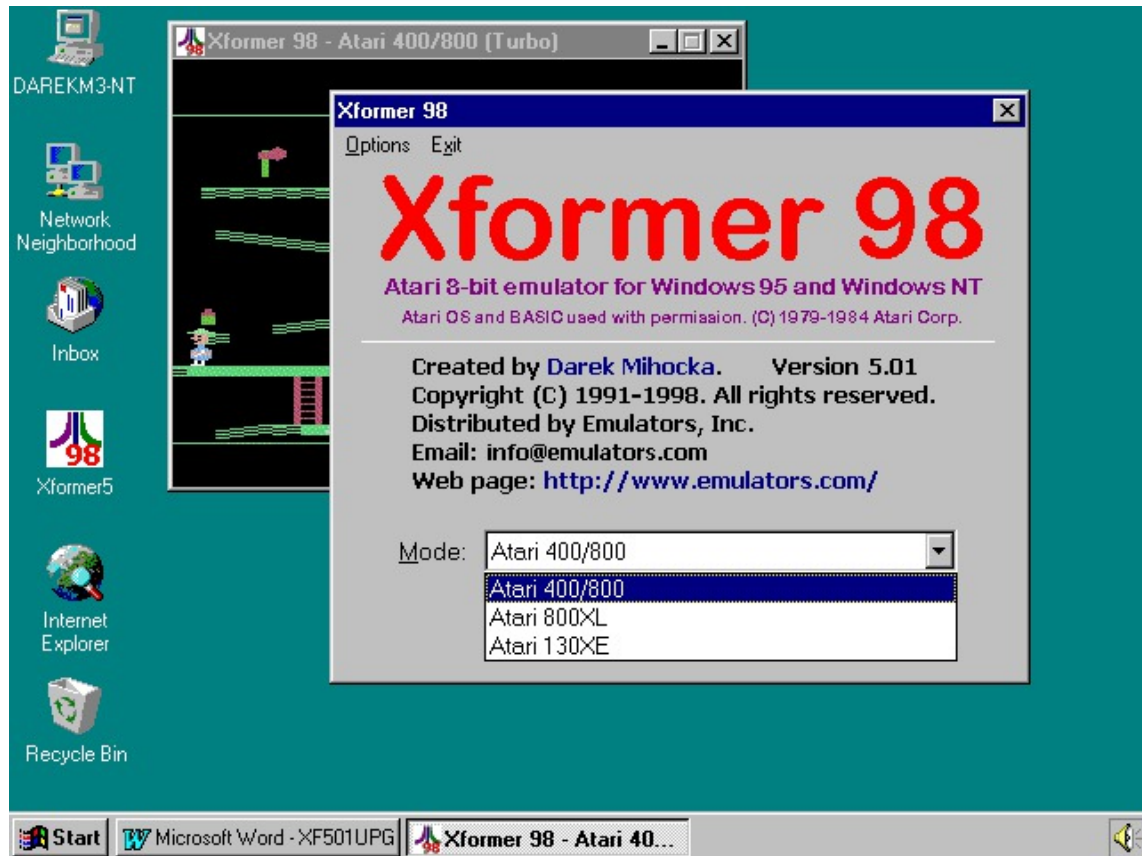 DAREKM3-NT
Network
Neighborhood
Inbox
98
Xformer5
Internet
Explorer
Recycle Bin
98
Xformer 98 - Atari 400/800 (Turbo)
Xformer 98
Options Exit
Xformer 98
Atari 8-bit emulator for Windows 95 and Windows NT
Atari OS and BASIC used with permission. (C) 1979-1984 Atari Corp.
Created by Darek Mihocka. Version 5.01
Copyright (C) 1991-1998. All rights reserved.
Distributed by Emulators, Inc.
Email: info@emulators.com
Web page: http://www.emulators.com/
Mode: Atari 400/800
Atari 400/800
Atari 800XL
Atari 130XE
Start Microsoft Word - XF501UPG 98 Xformer 98 - Atari 40...